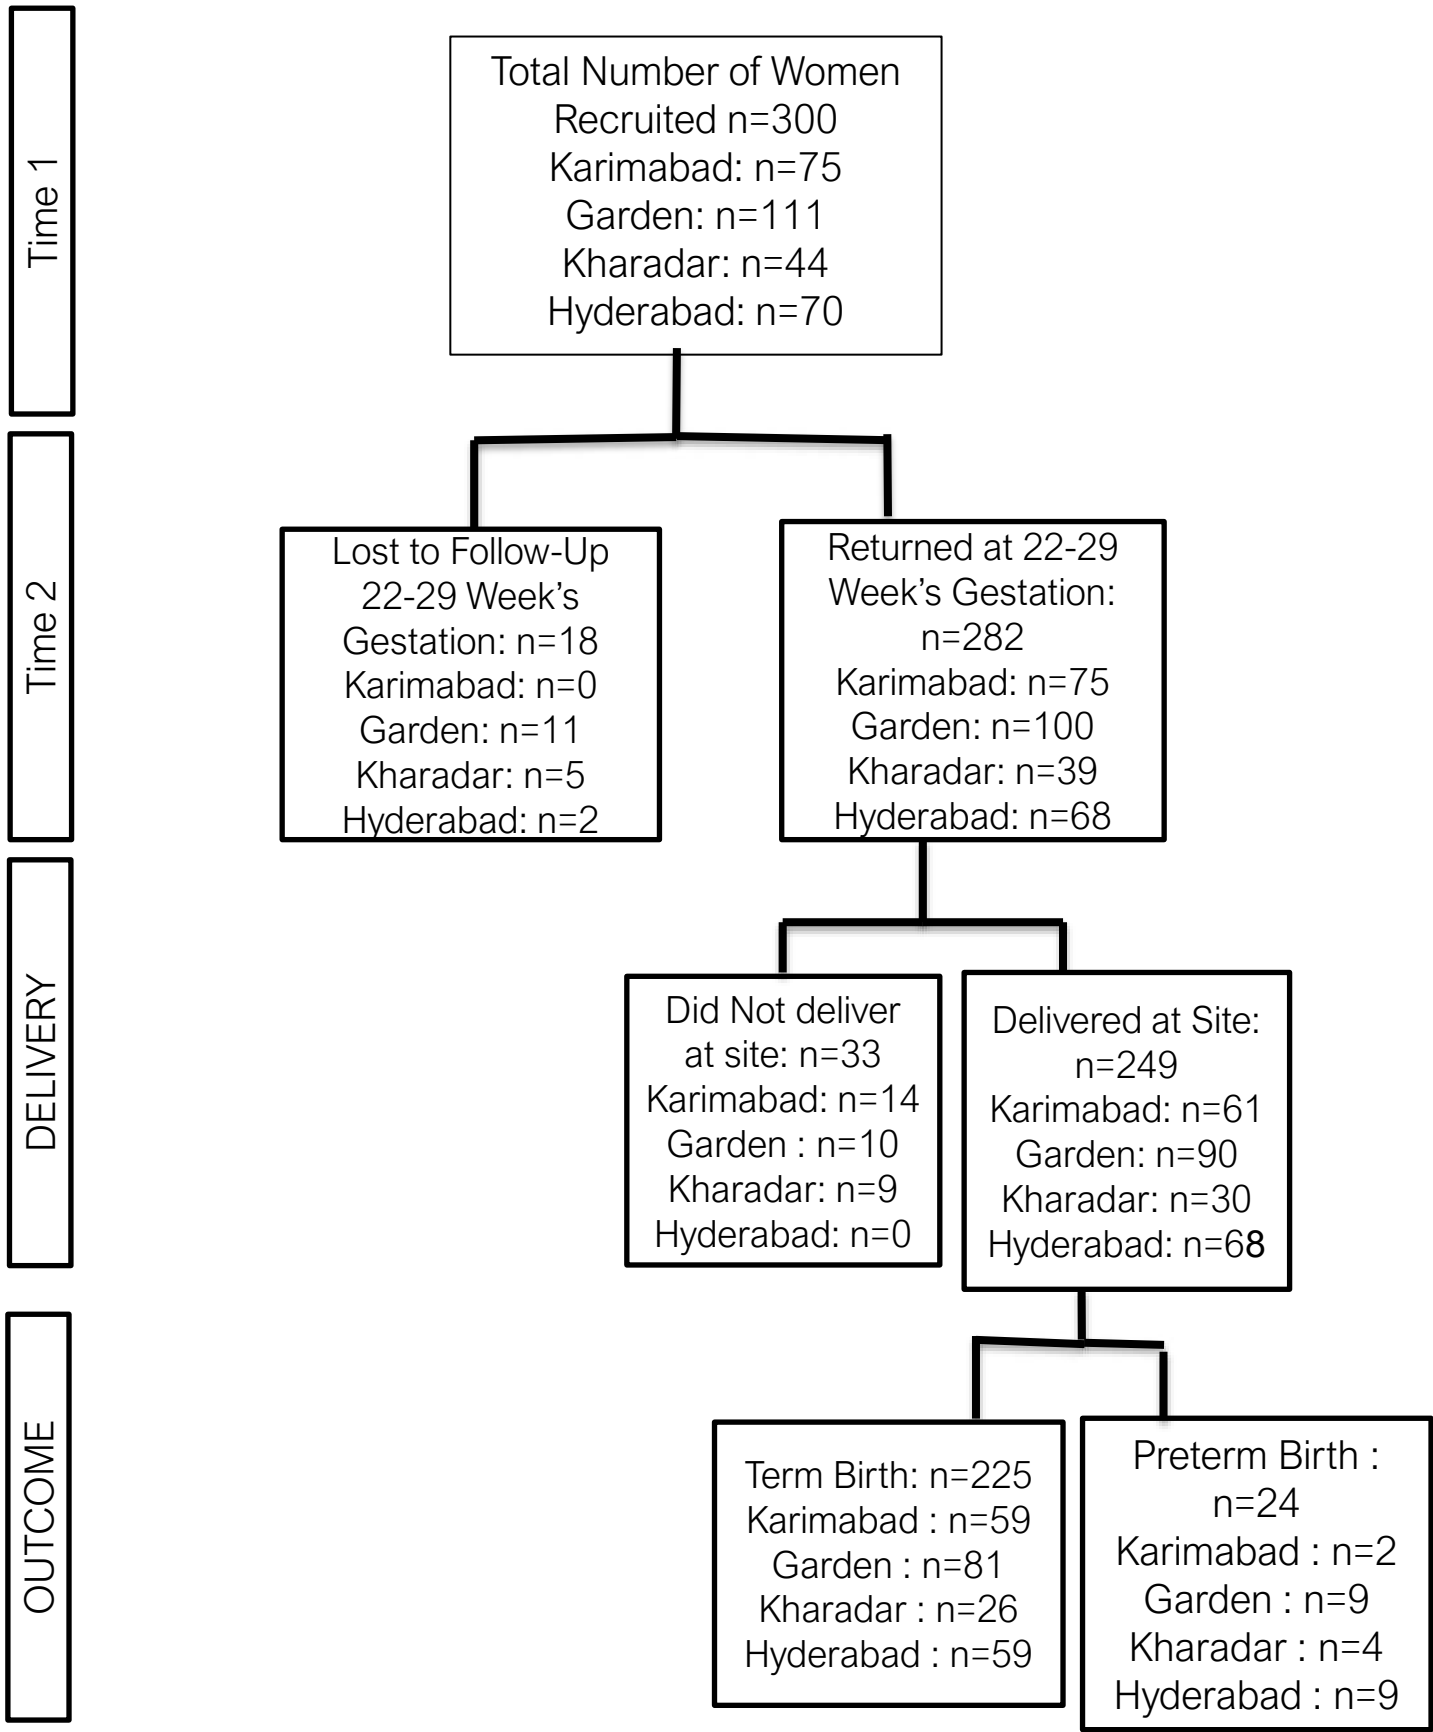 Time 1
Total Number of Women
Recruited n=300
Karimabad: n=75
Garden: n=111
Kharadar: n=44
Hyderabad: n=70
Time 2
Lost to Follow-Up
22-29 Week’s
Gestation: n=18
Karimabad: n=0
Garden: n=11
Kharadar: n=5
Hyderabad: n=2
Returned at 22-29
Week’s Gestation:
n=282
Karimabad: n=75
Garden: n=100
Kharadar: n=39
Hyderabad: n=68
DELIVERY
Did Not deliver
at site: n=33
Karimabad: n=14
Garden : n=10
Kharadar: n=9
Hyderabad: n=0
Delivered at Site:
n=249
Karimabad: n=61
Garden: n=90
Kharadar: n=30
Hyderabad: n=68
OUTCOME
Term Birth: n=225
Karimabad : n=59
Garden : n=81
Kharadar : n=26
Hyderabad : n=59
Preterm Birth :
n=24
Karimabad : n=2
Garden : n=9
Kharadar : n=4
Hyderabad : n=9